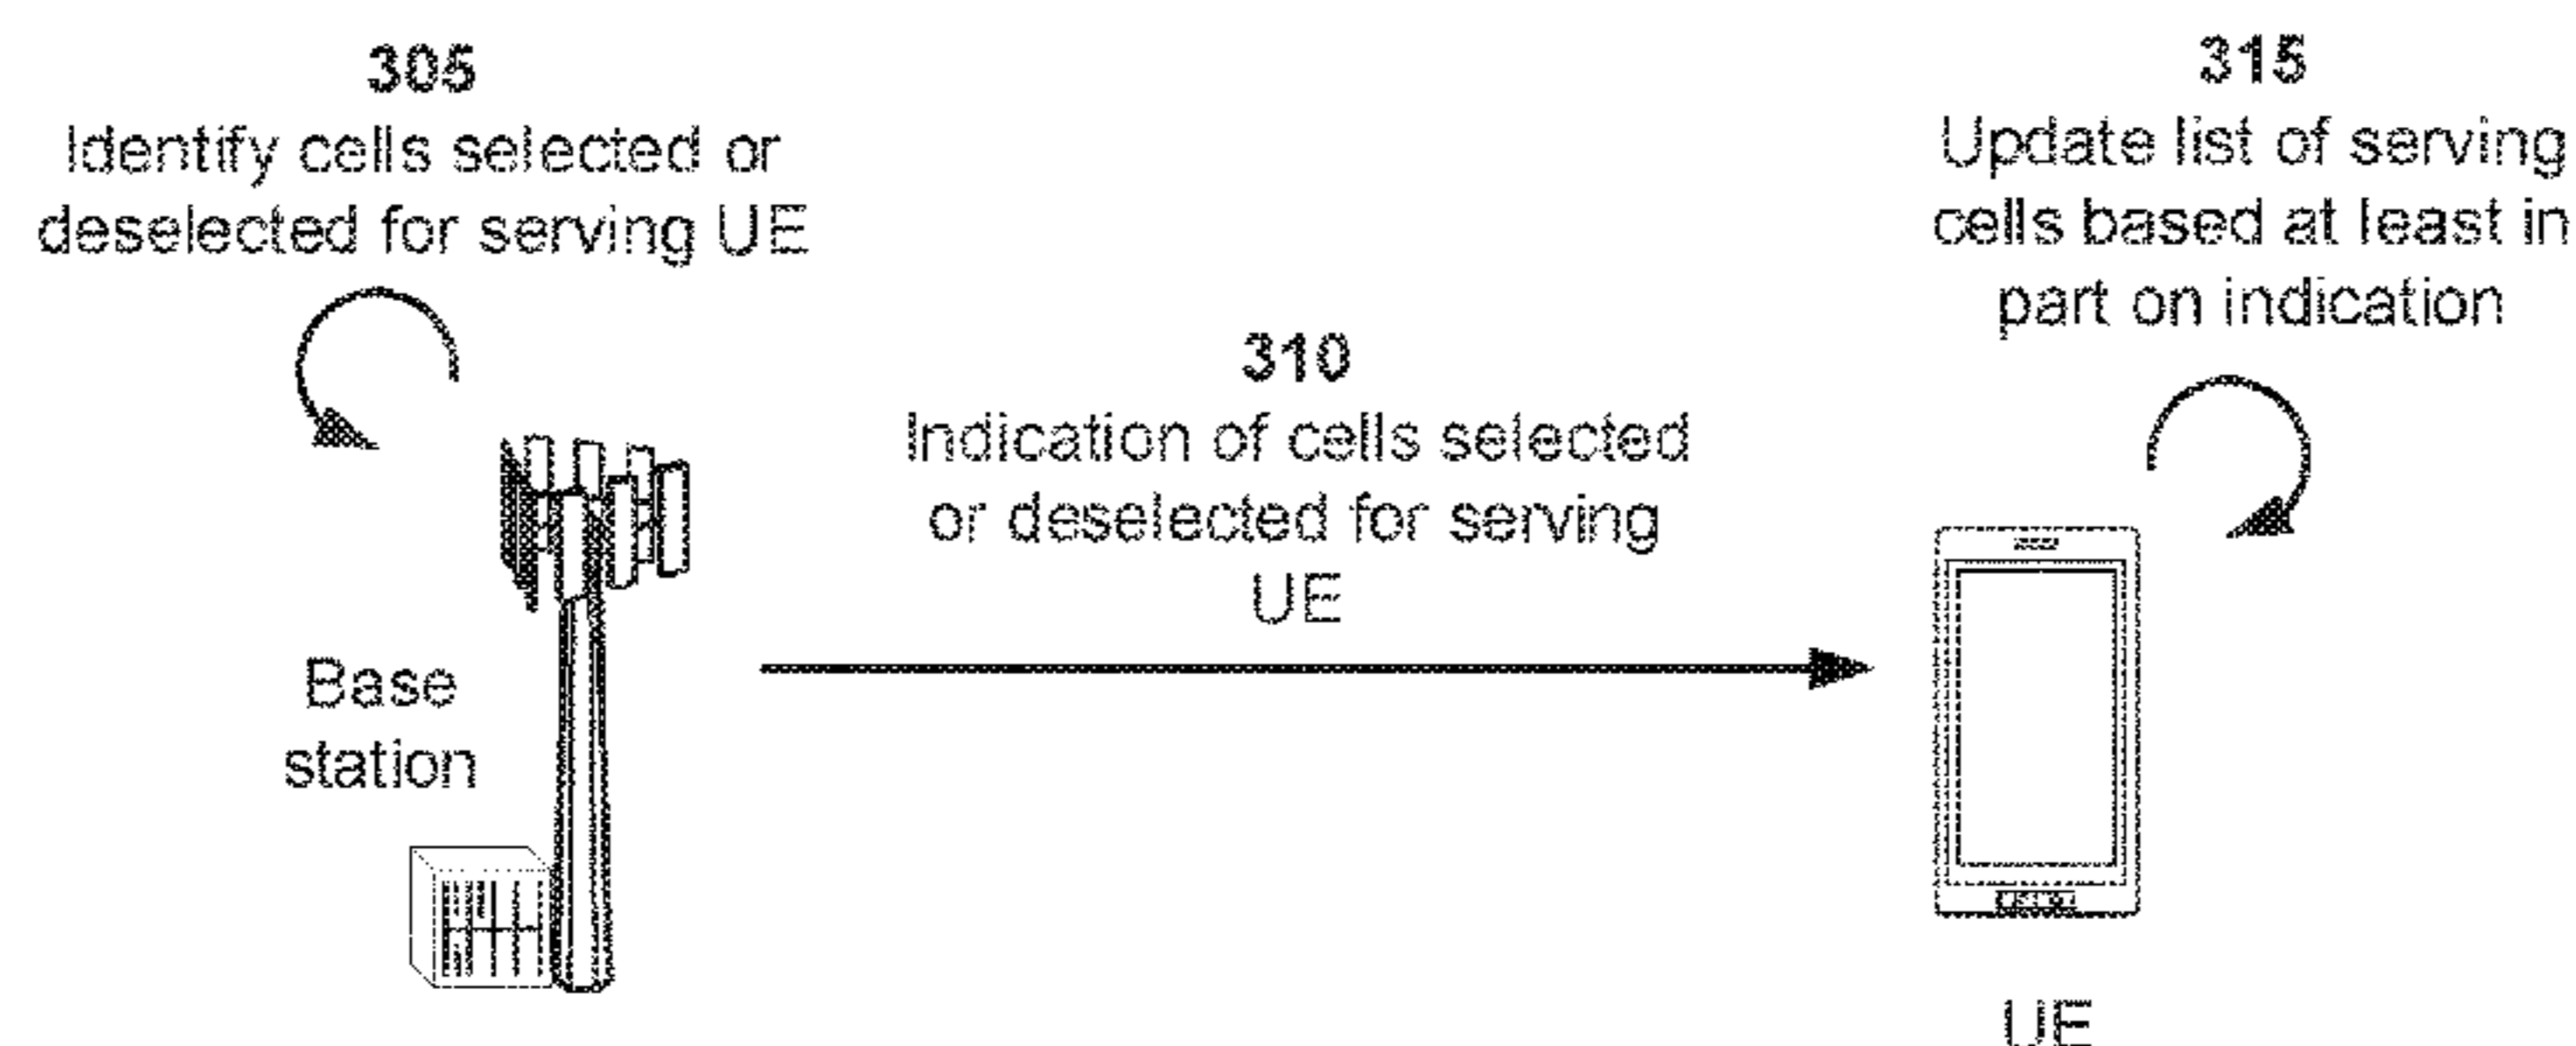 305
Identify cells selected or
deselected for serving UE
310
Indication of cells selected
or deselected for serving
UE
315
Update list of serving
cells based at least in
part on indication
Base
station
UE